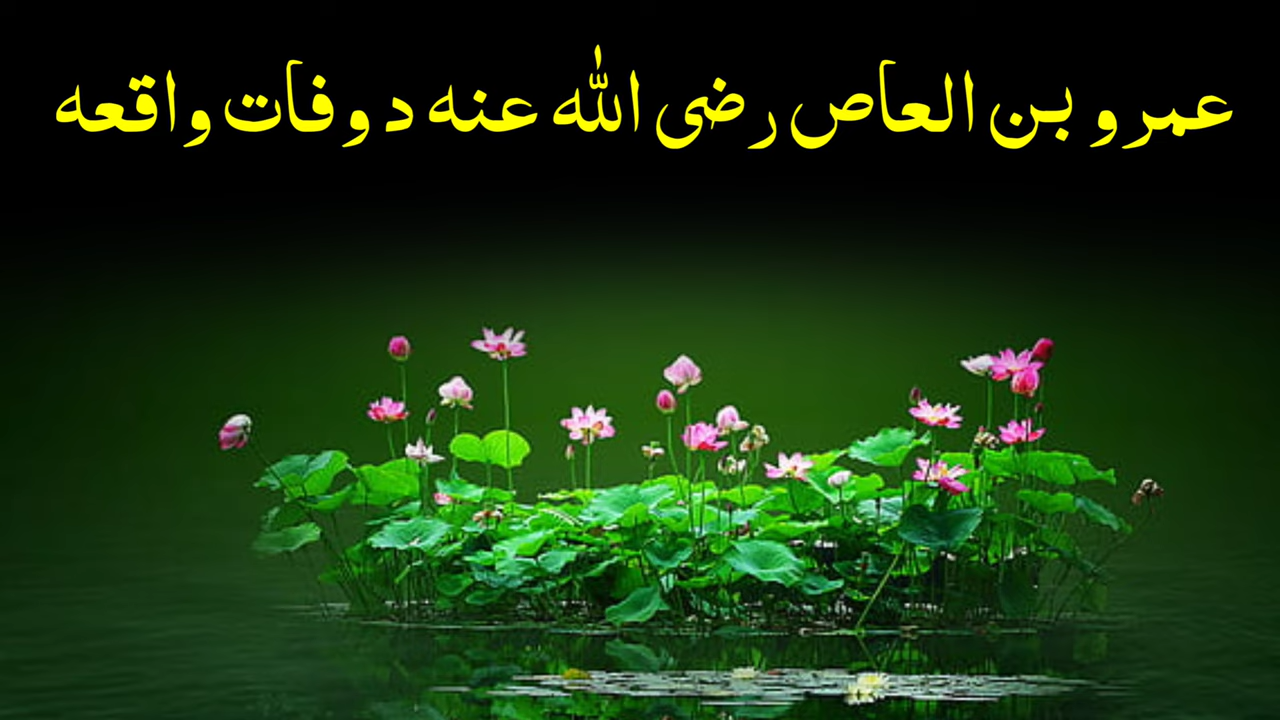 عمرو بن العاص رضی الله عنه د وفات واقعه